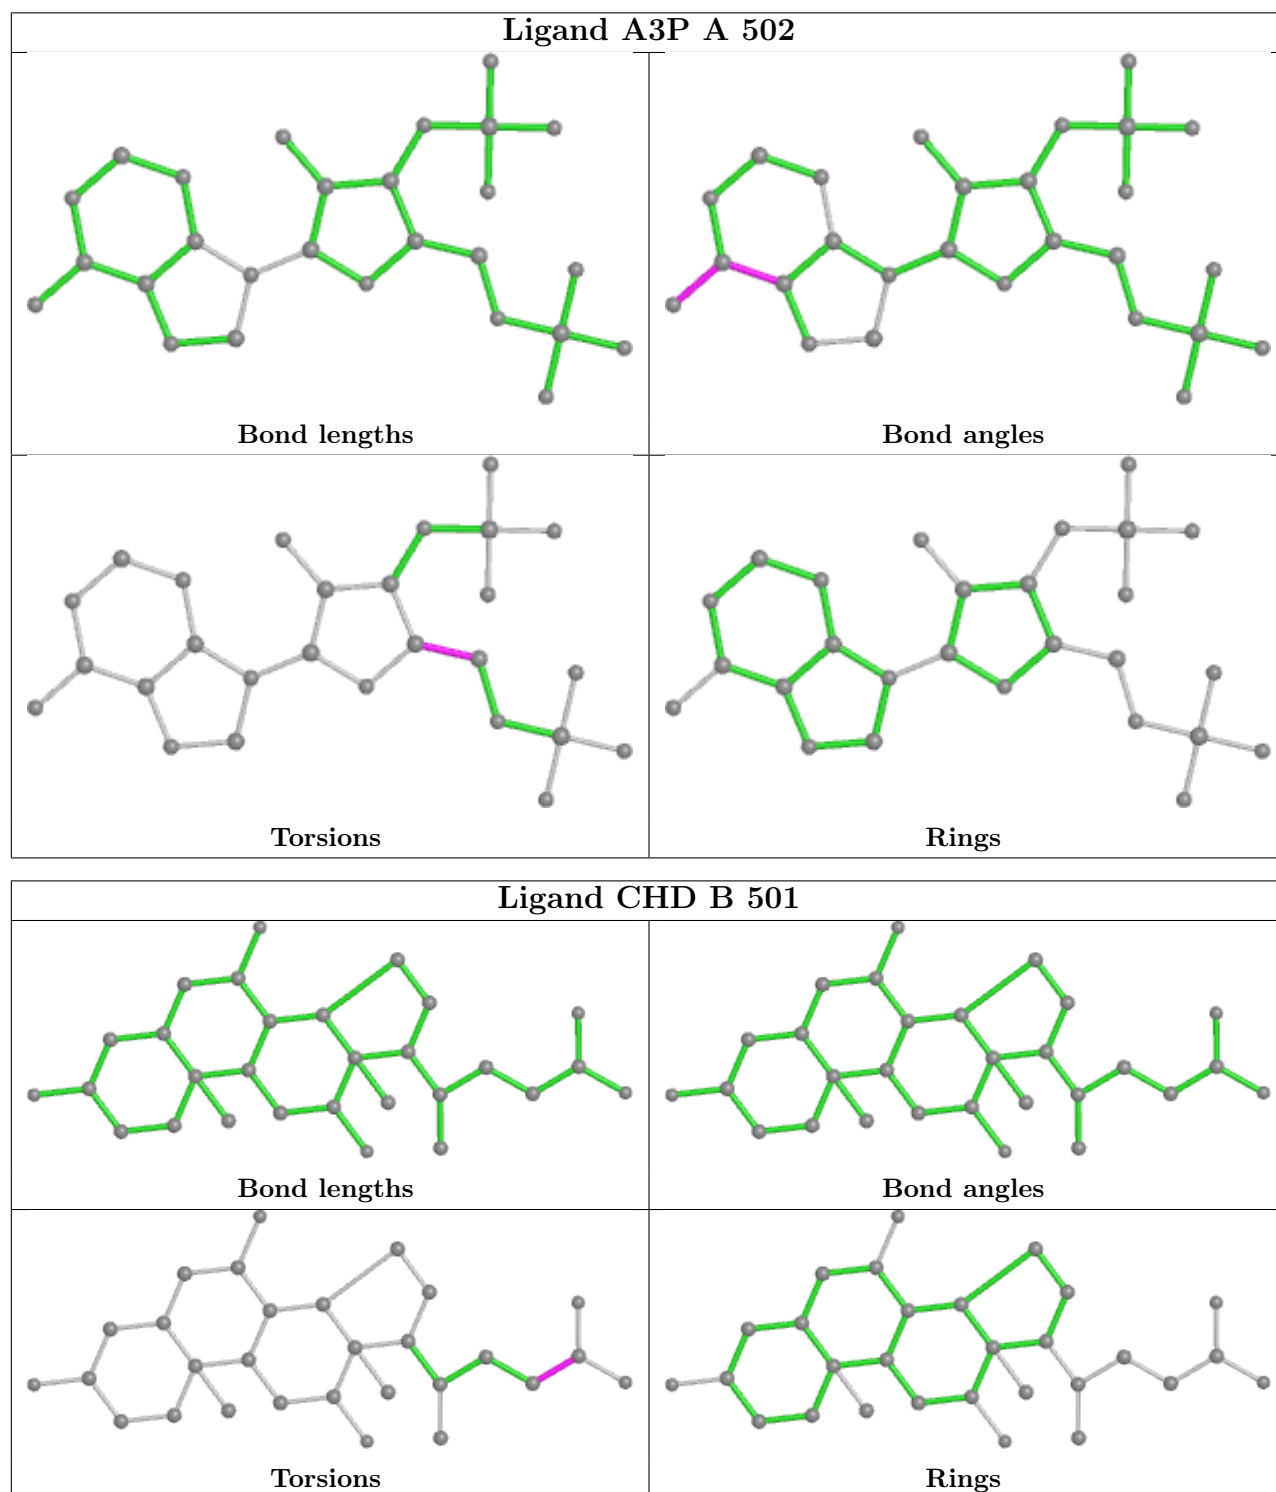 Ligand A3P A 502
Bond lengths
Bond angles
Torsions
Rings
Ligand CHD B 501
Bond lengths
Bond angles
Torsions
Rings